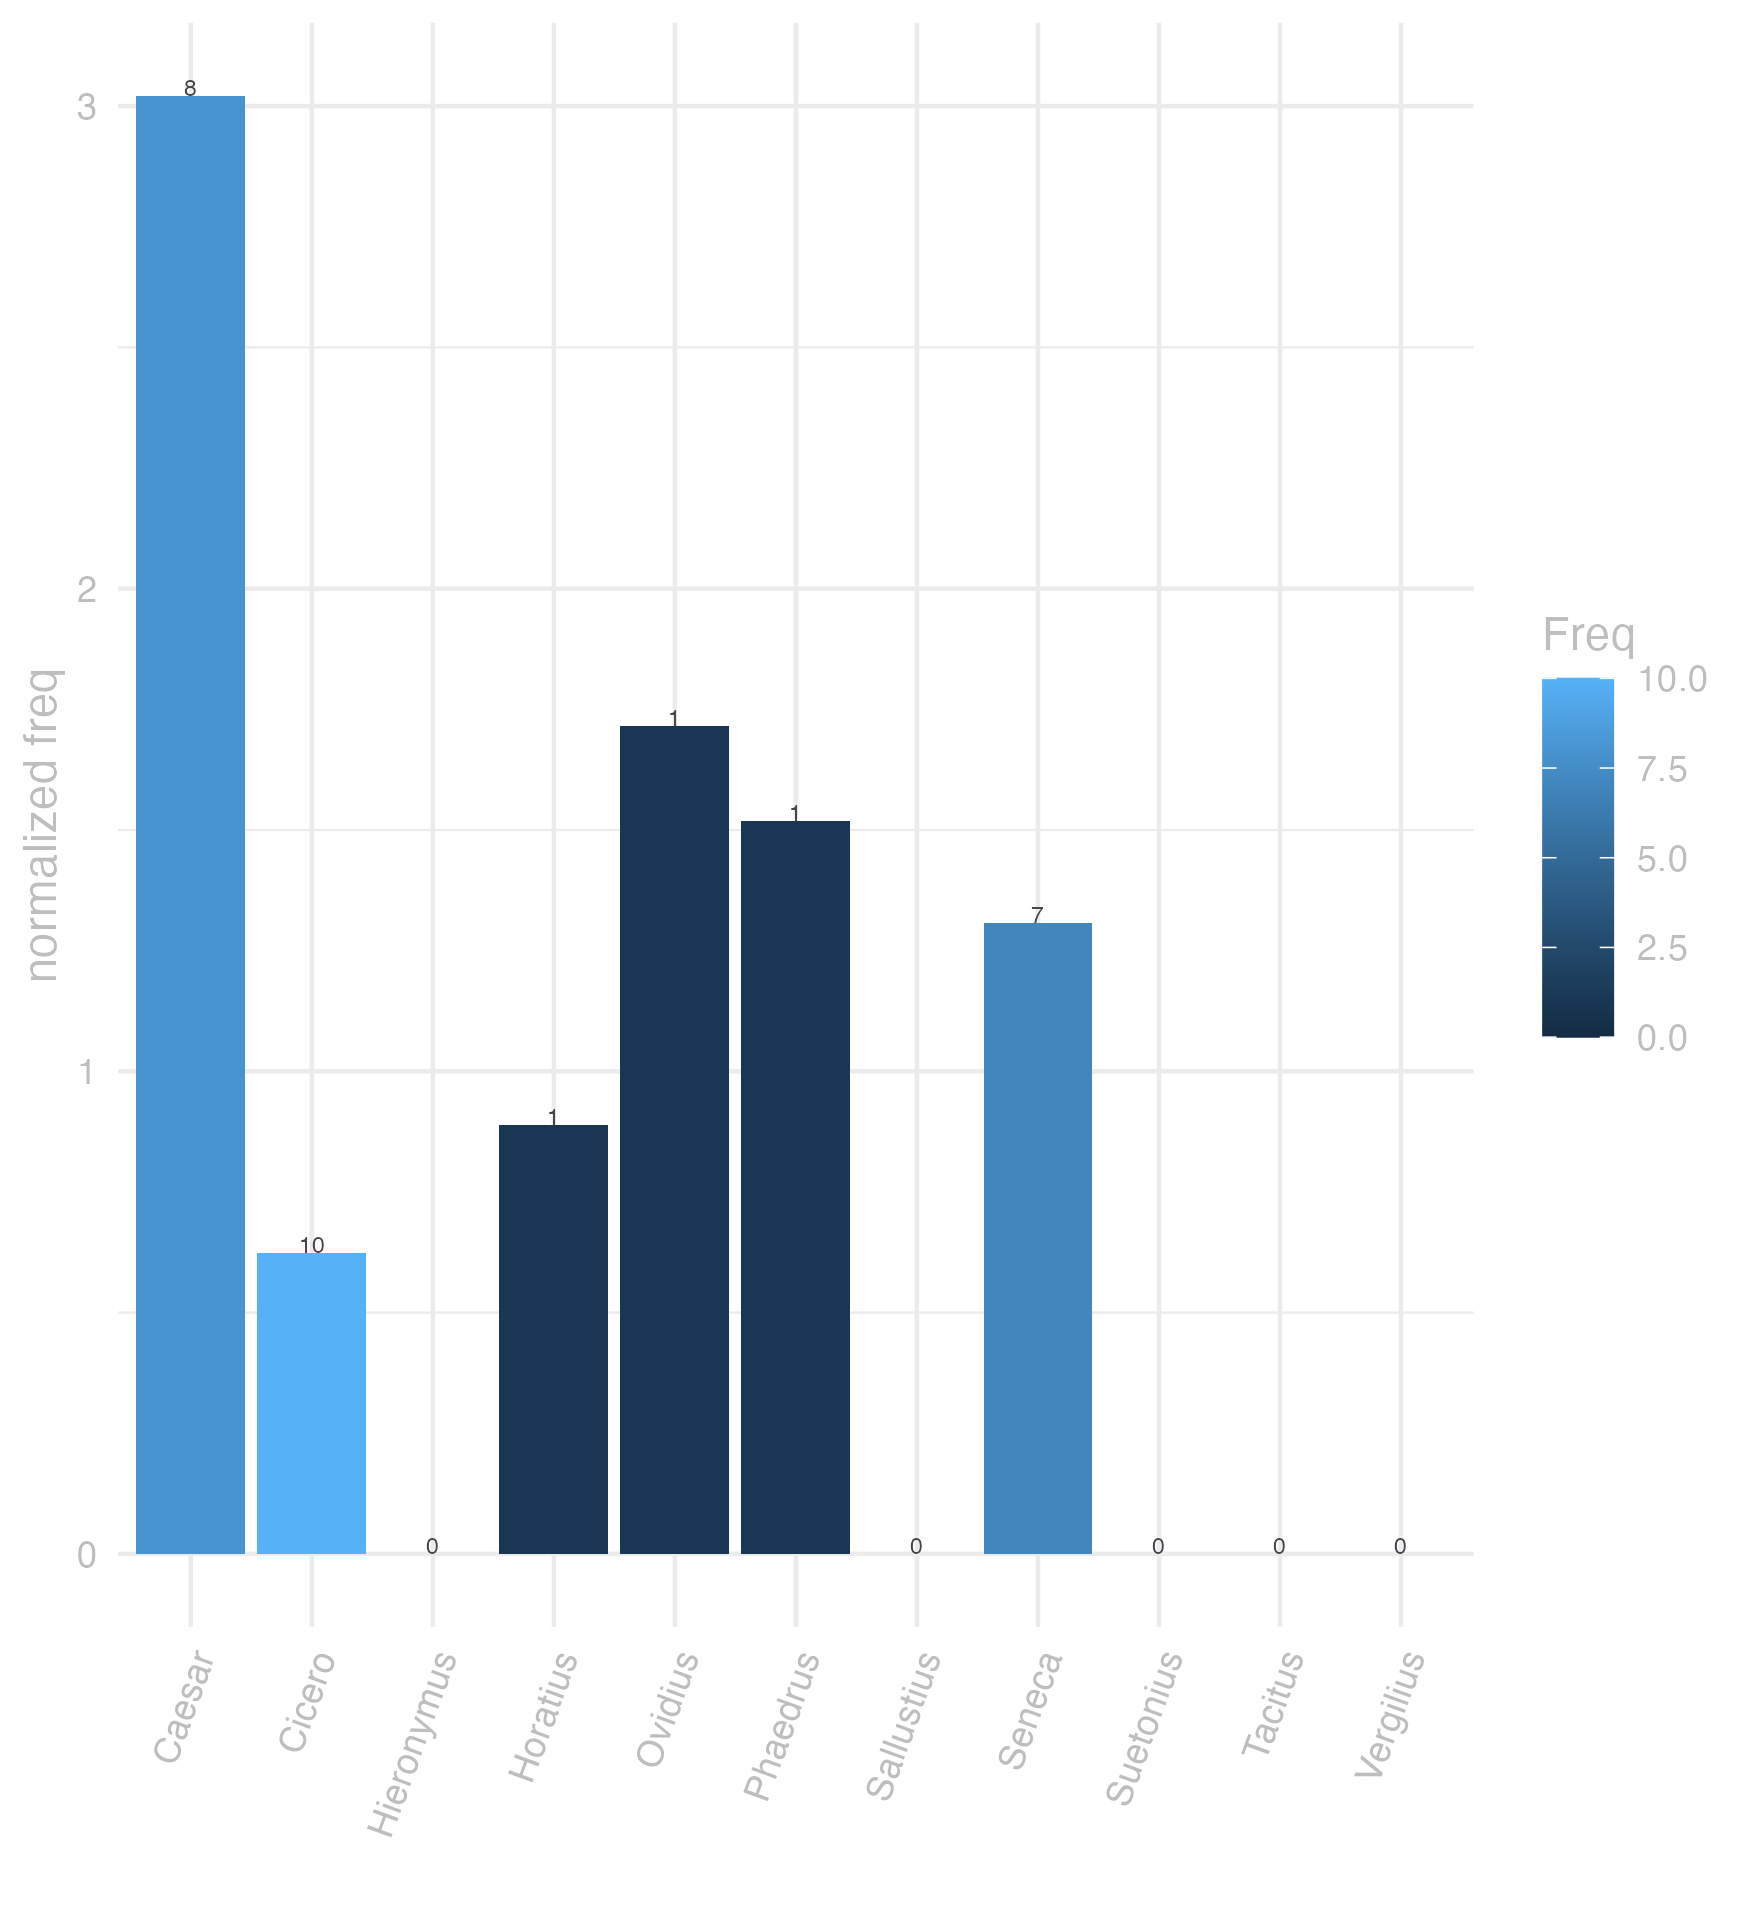 normalized freq
3
2
1
0
8
10
0
1
1
1
0
7
0
0
0
Caesar
Cicero
Hieronymus
Horatius
Ovidius
Phaedrus
Sallustius
Seneca
Suetonius
Tacitus
Vergilius
Freq
10.0
7.5
5.0
2.5
0.0